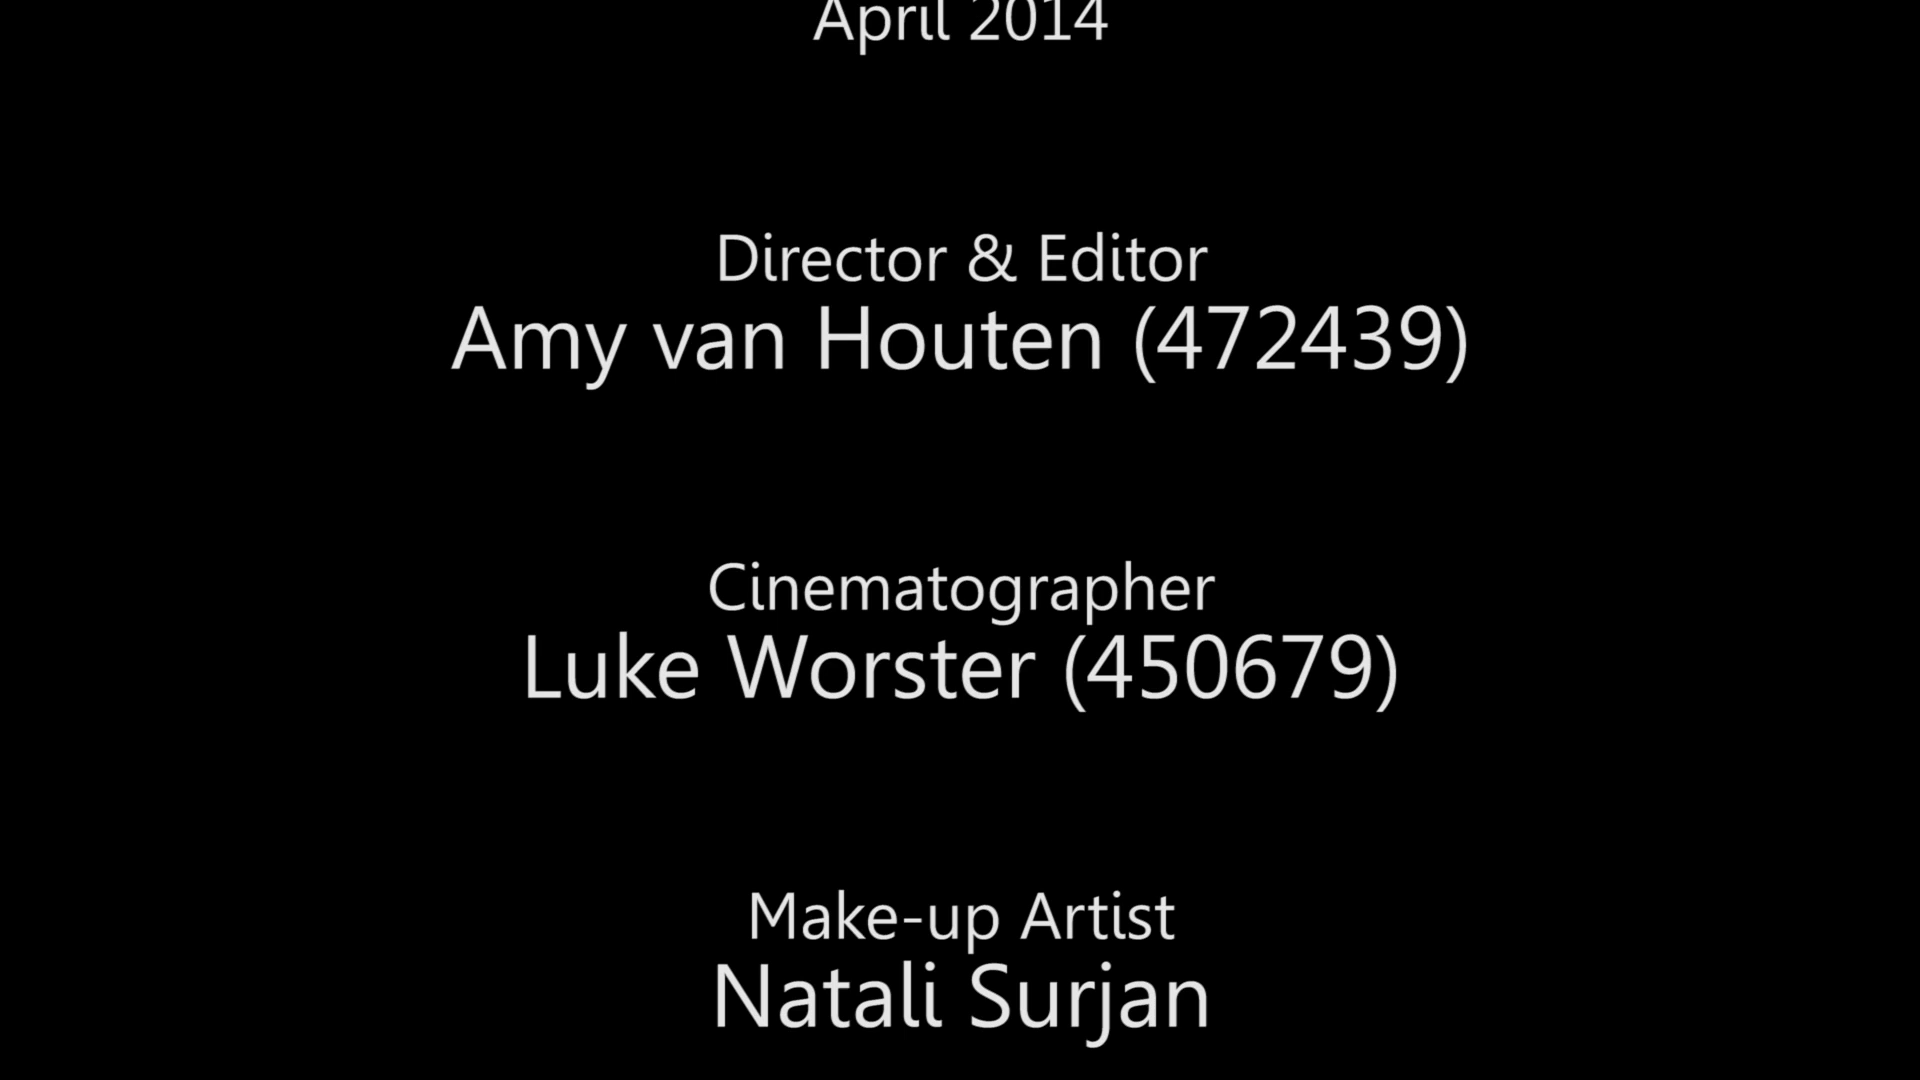 April 2014
Director & Editor
Amy van Houten (472439)
Cinematographer
Luke Worster (450679)
Make-up Artist
Natali Surjan